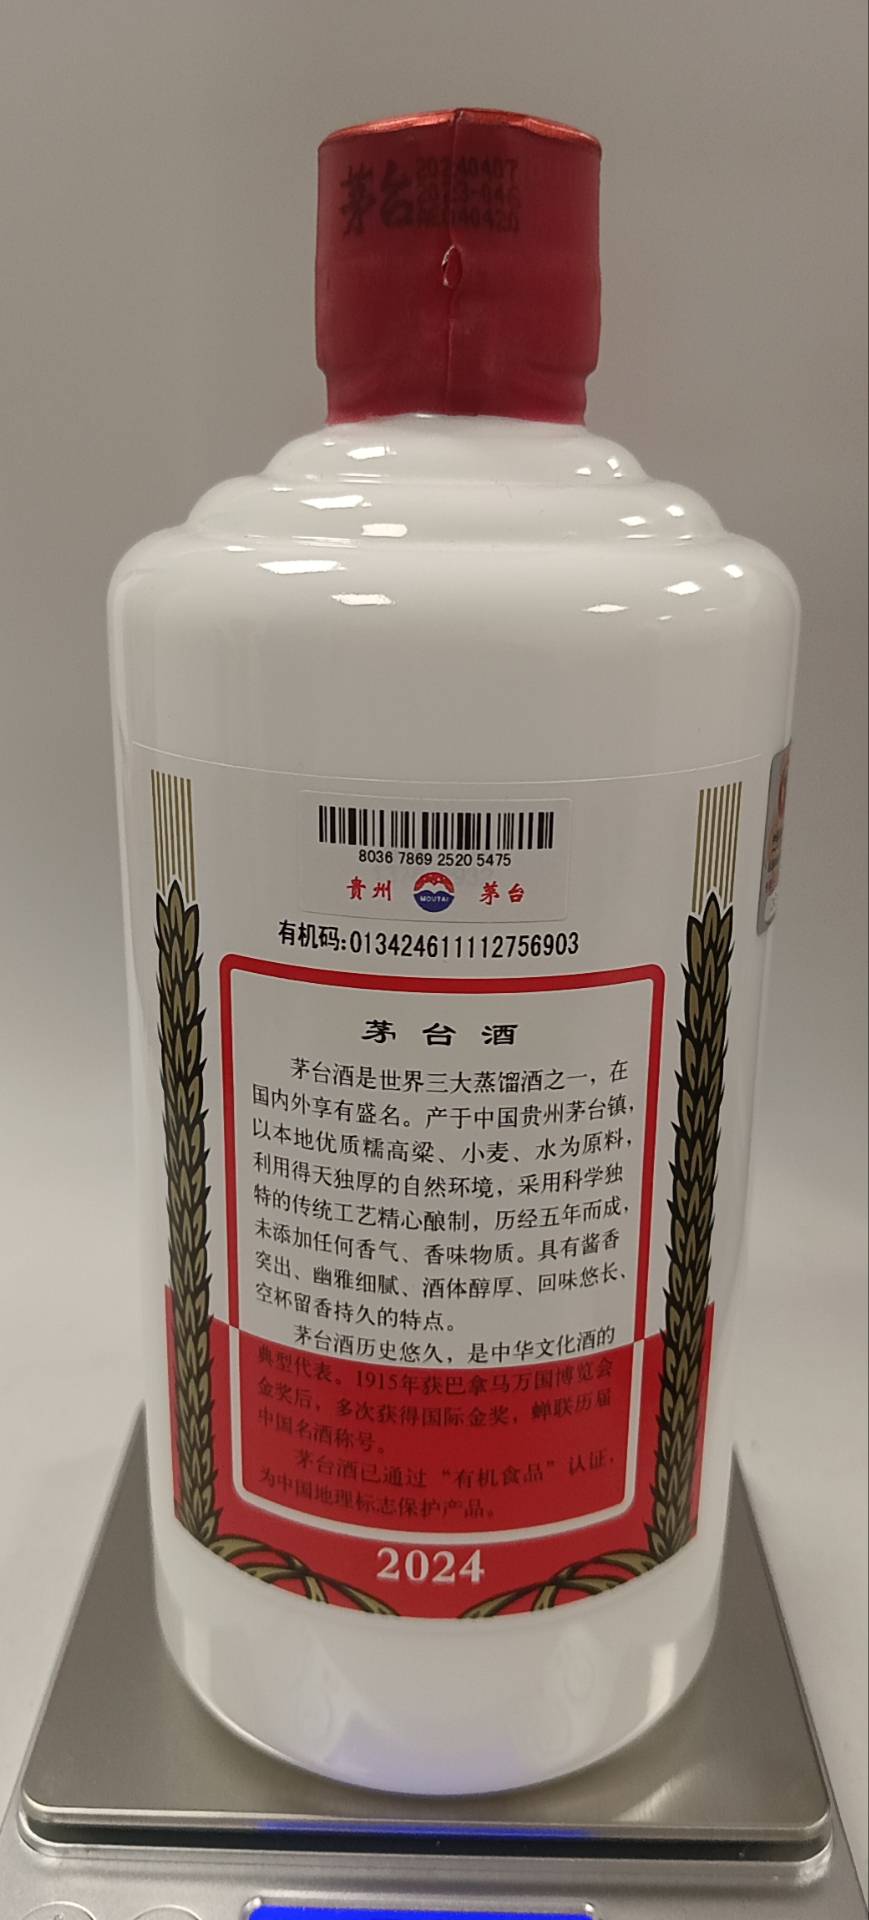 茅台
20240407
2023-046
8036 7869 2520 5475
贵州 MOUTAI 茅台
有机码:013424611112756903
茅台酒
茅台酒是世界三大蒸馏酒之一，在
国内外享有盛名。产于中国贵州茅台镇，
以本地优质糯高粱、小麦、水为原料，
利用得天独厚的自然环境，采用科学独
特的传统工艺精心酿制，历经五年而成，
未添加任何香气、香味物质。具有酱香
突出、幽雅细腻、酒体醇厚、回味悠长、
空杯留香持久的特点。
茅台酒历史悠久，是中华文化酒的
典型代表。1915年获巴拿马万国博览会
金奖后，多次获得国际金奖，蝉联历届
中国名酒称号。
茅台酒已通过“有机食品”认证，
为中国地理标志保护产品。
2024